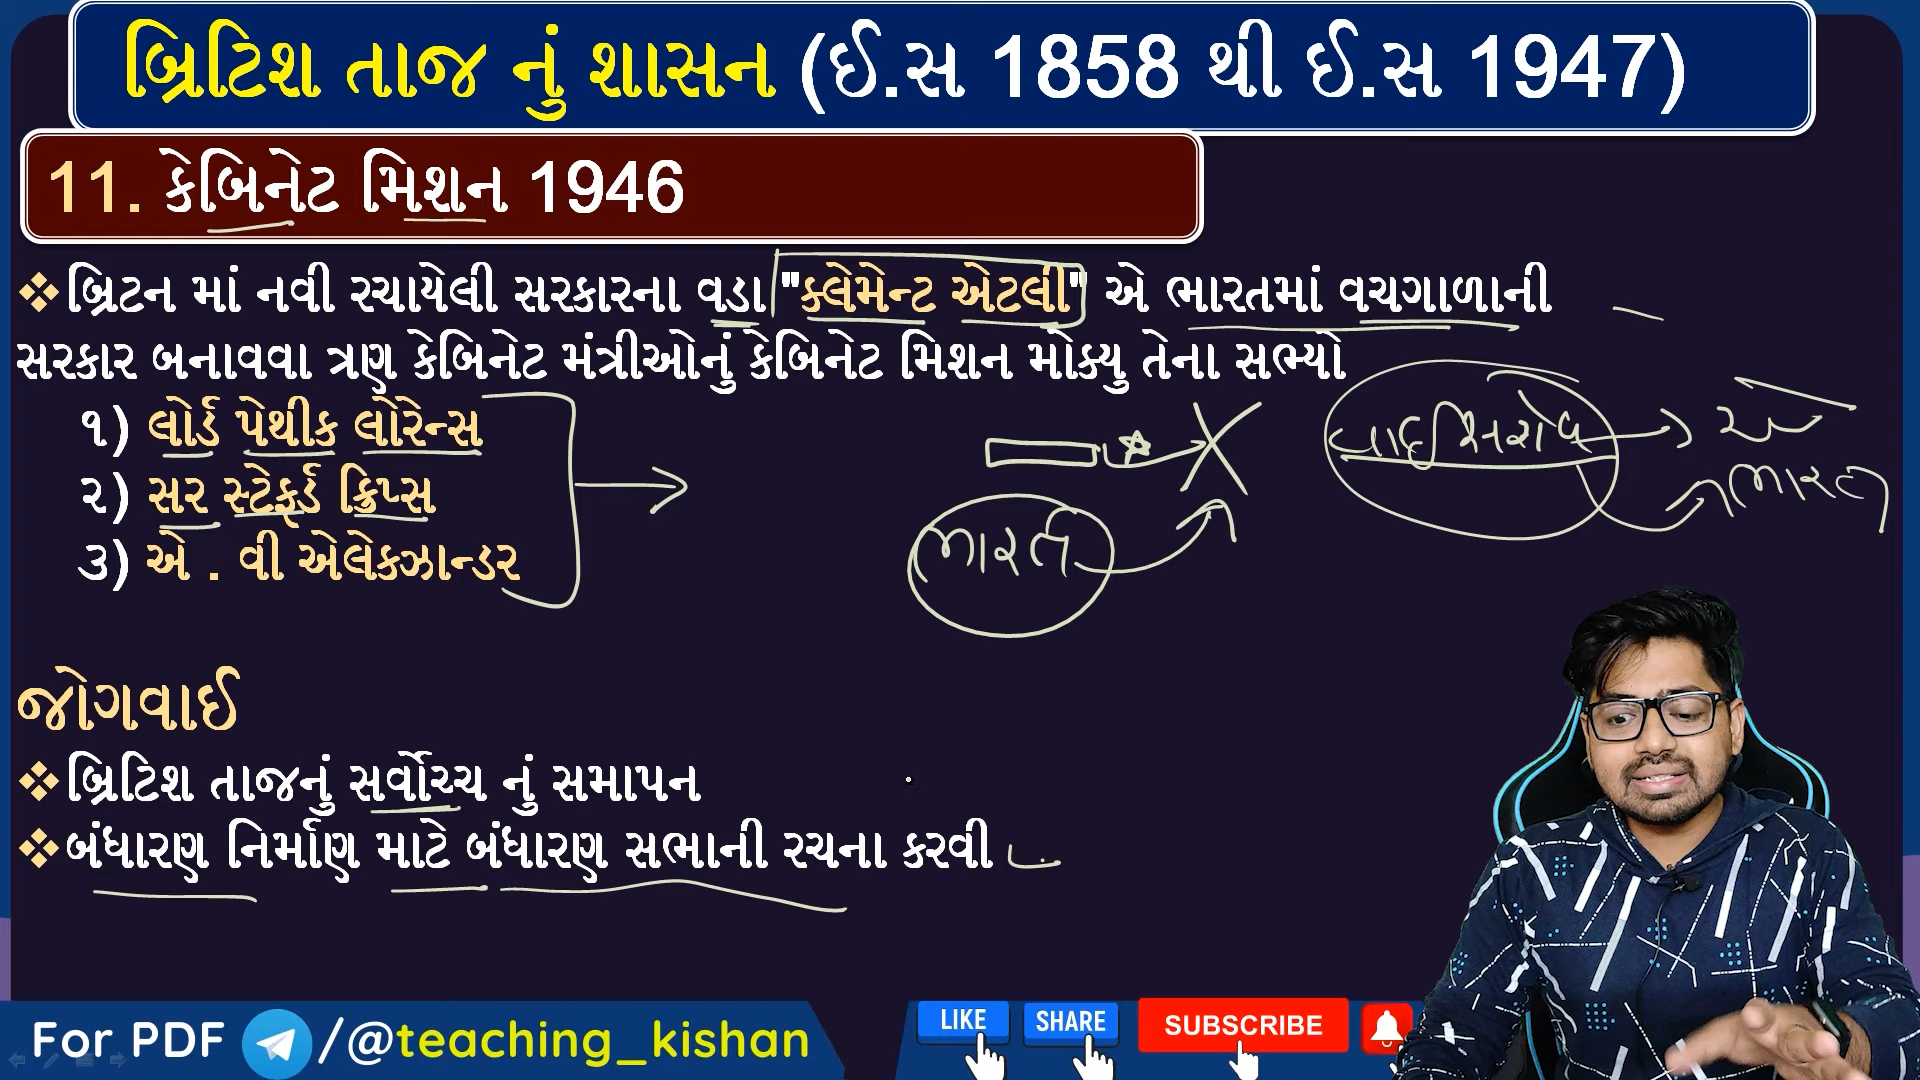 બ્રિટિશ તાજ નું શાસન (ઈ.સ 1858 થી ઈ.સ 1947)
11. કેબિનેટ મિશન 1946
❖બ્રિટન માં નવી રચાયેલી સરકારના વડા "ક્લેમેન્ટ એટલી" એ ભારતમાં વચગાળાની
સરકાર બનાવવા ત્રણ કેબિનેટ મંત્રીઓનું કેબિનેટ મિશન મોક્યુ તેના સભ્યો
૧) લોર્ડ પેથીક લોરેન્સ
૨) સર સ્ટેફર્ડ ક્રિપ્સ
૩) એ . વી એલેકઝાન્ડર
વાઈસરોય
ભારત
ભારત
જોગવાઈ
❖બ્રિટિશ તાજનું સર્વોચ્ચ નું સમાપન
❖બંધારણ નિર્માણ માટે બંધારણ સભાની રચના કરવી
For PDF /@teaching_kishan
LIKE SHARE SUBSCRIBE